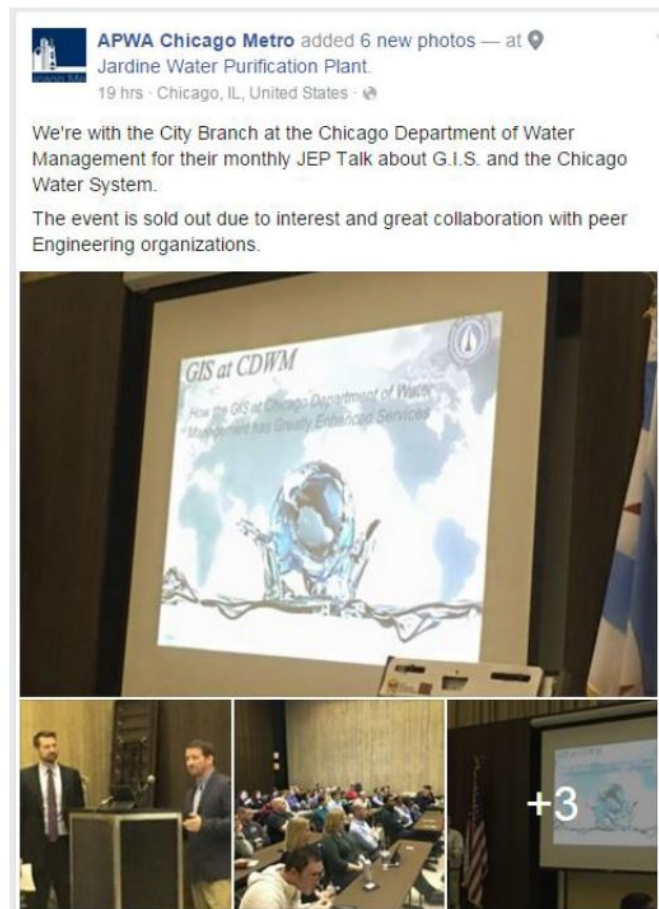 APWA Chicago Metro added 6 new photos — at
Jardine Water Purification Plant.
19 hrs · Chicago, IL, United States ·
We're with the City Branch at the Chicago Department of Water
Management for their monthly JEP Talk about G.I.S. and the Chicago
Water System.
The event is sold out due to interest and great collaboration with peer
Engineering organizations.
GIS at CDWM
How the GIS at Chicago Department of Water
Management has Greatly Enhanced Services
GIS at CDWM
+3